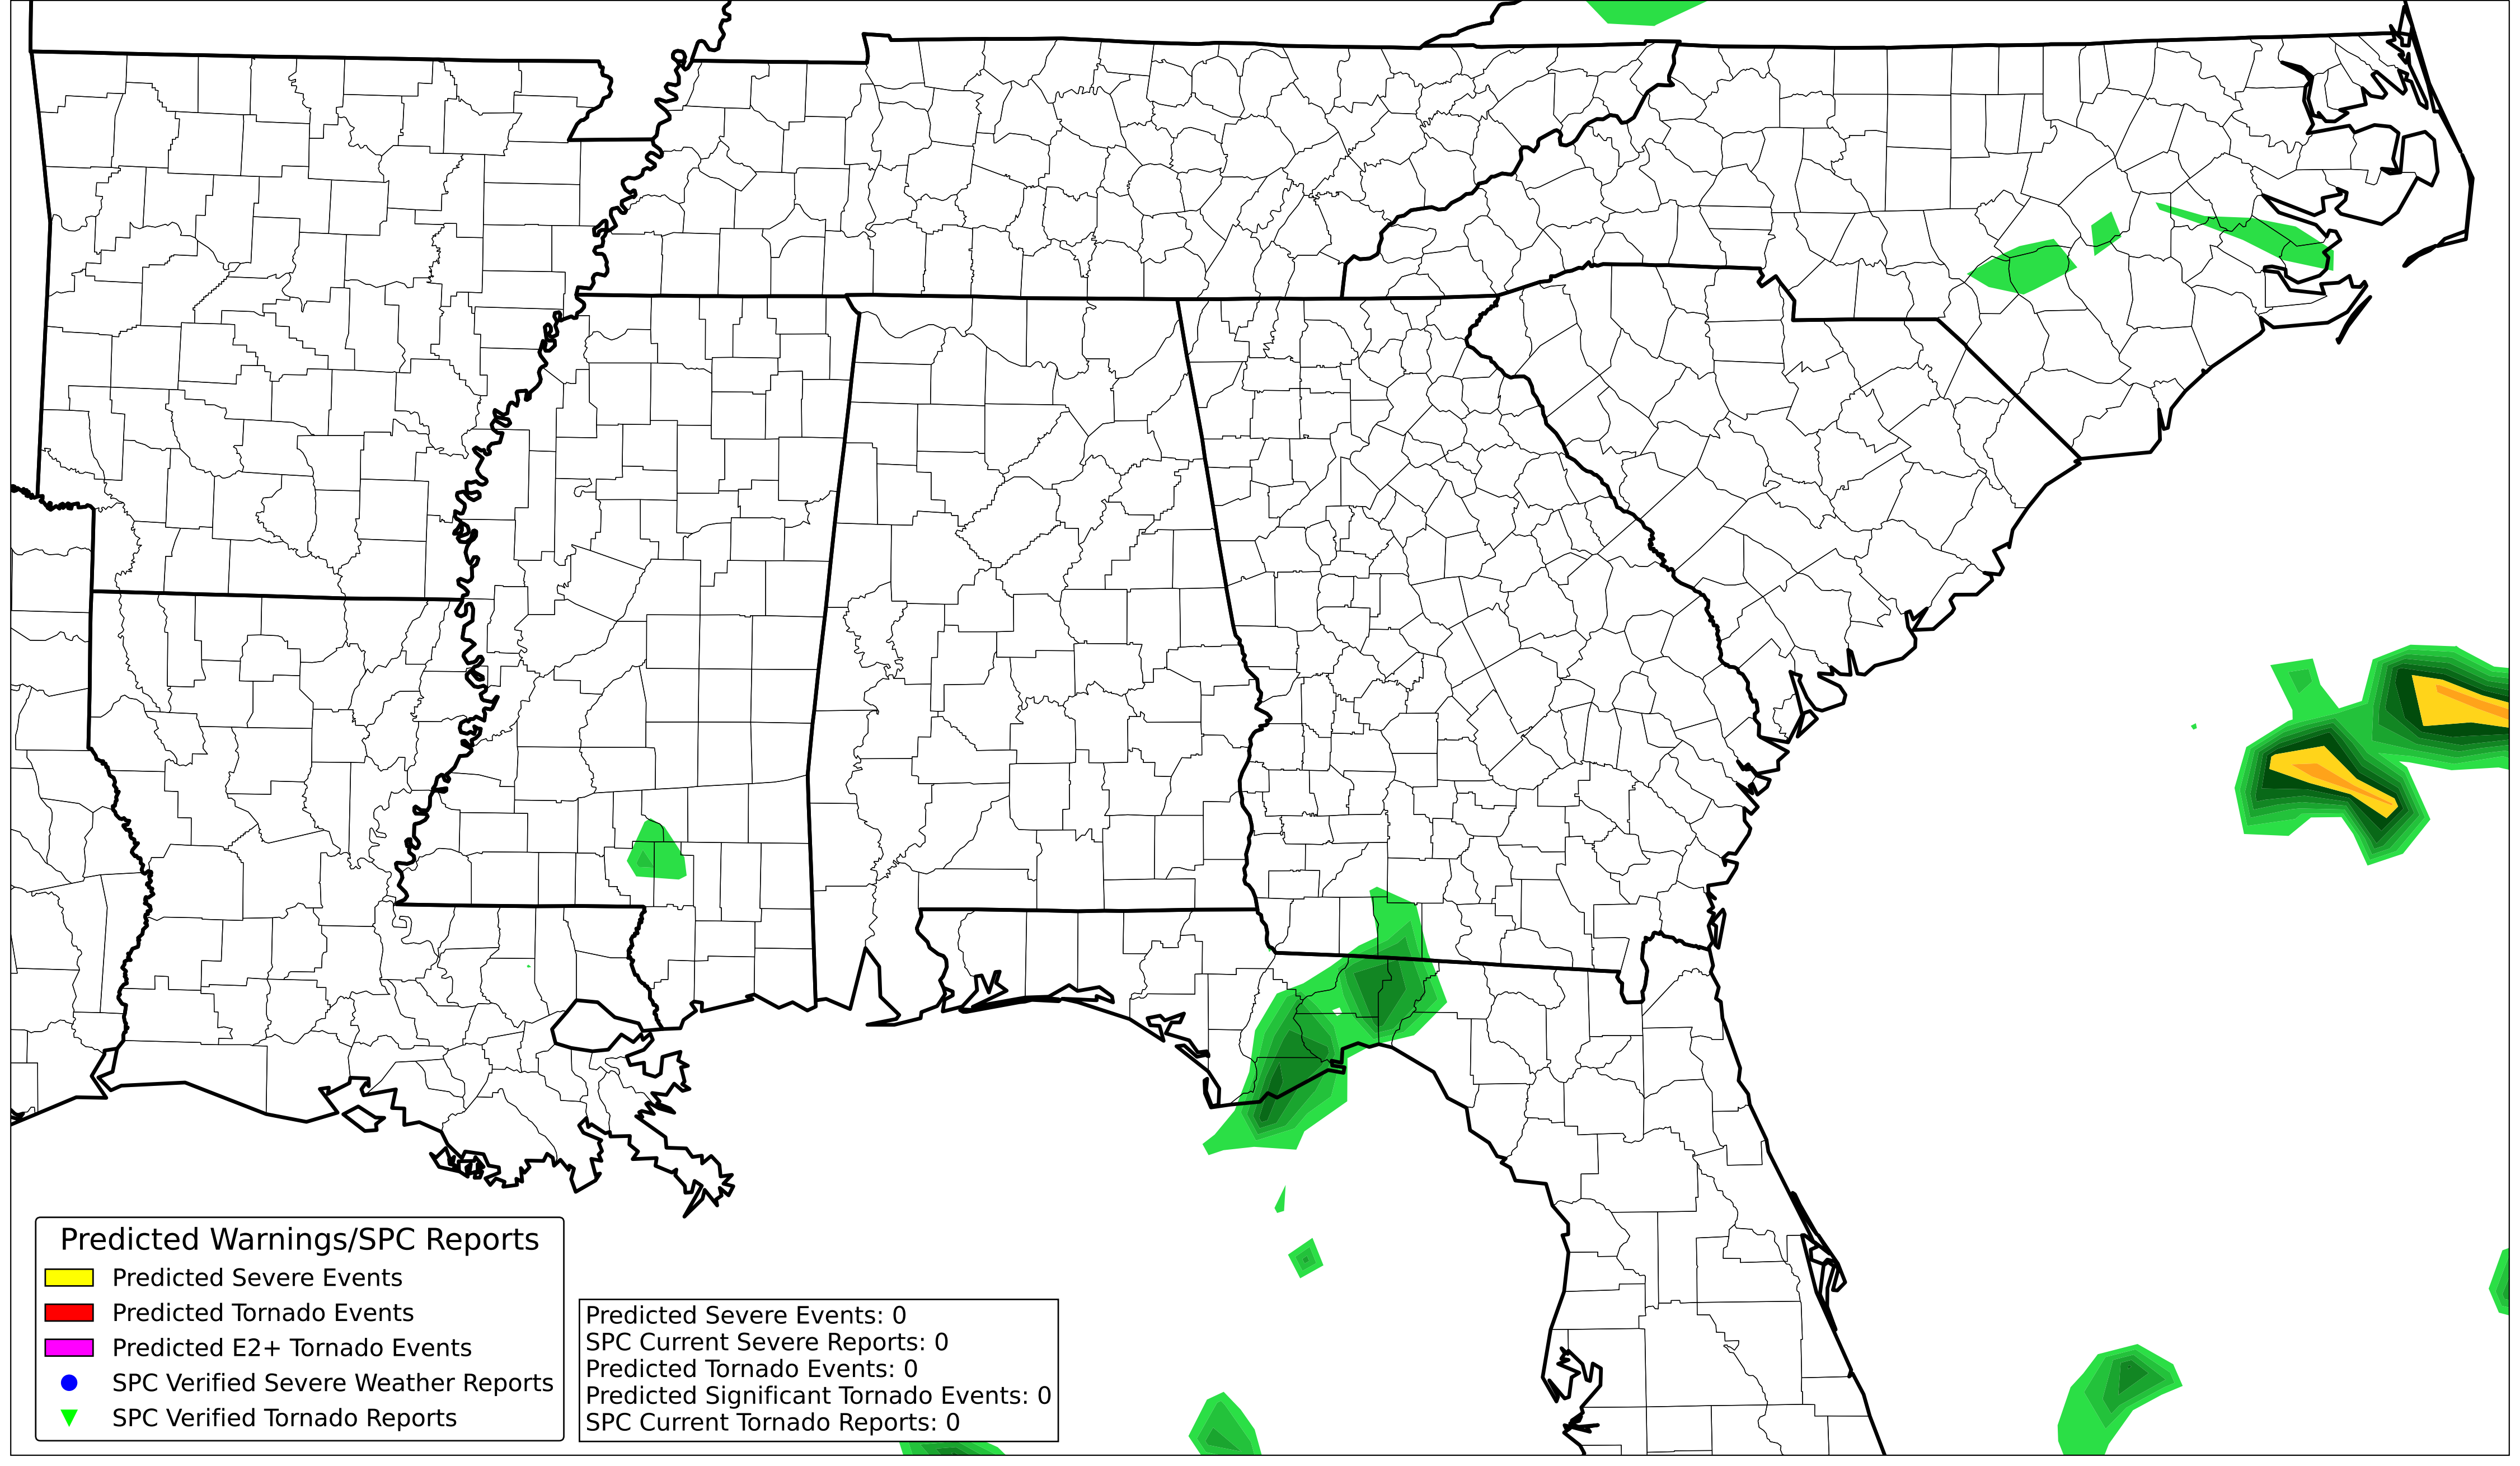 Predicted Warnings/SPC Reports
Predicted Severe Events
Predicted Tornado Events
Predicted E2+ Tornado Events
SPC Verified Severe Weather Reports
SPC Verified Tornado Reports
Predicted Severe Events: 0
SPC Current Severe Reports: 0
Predicted Tornado Events: 0
Predicted Significant Tornado Events: 0
SPC Current Tornado Reports: 0